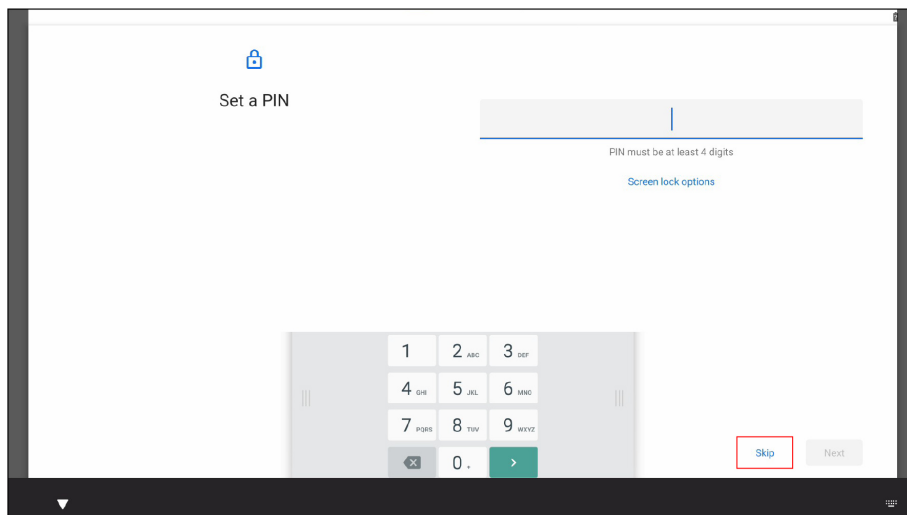 Set a PIN
PIN must be at least 4 digits
Screen lock options
1
2 ABC
3 DEF
4 GHI
5 JKL
6 MNO
7 PQRS
8 TUV
9 WXYZ
0 +
Skip
Next